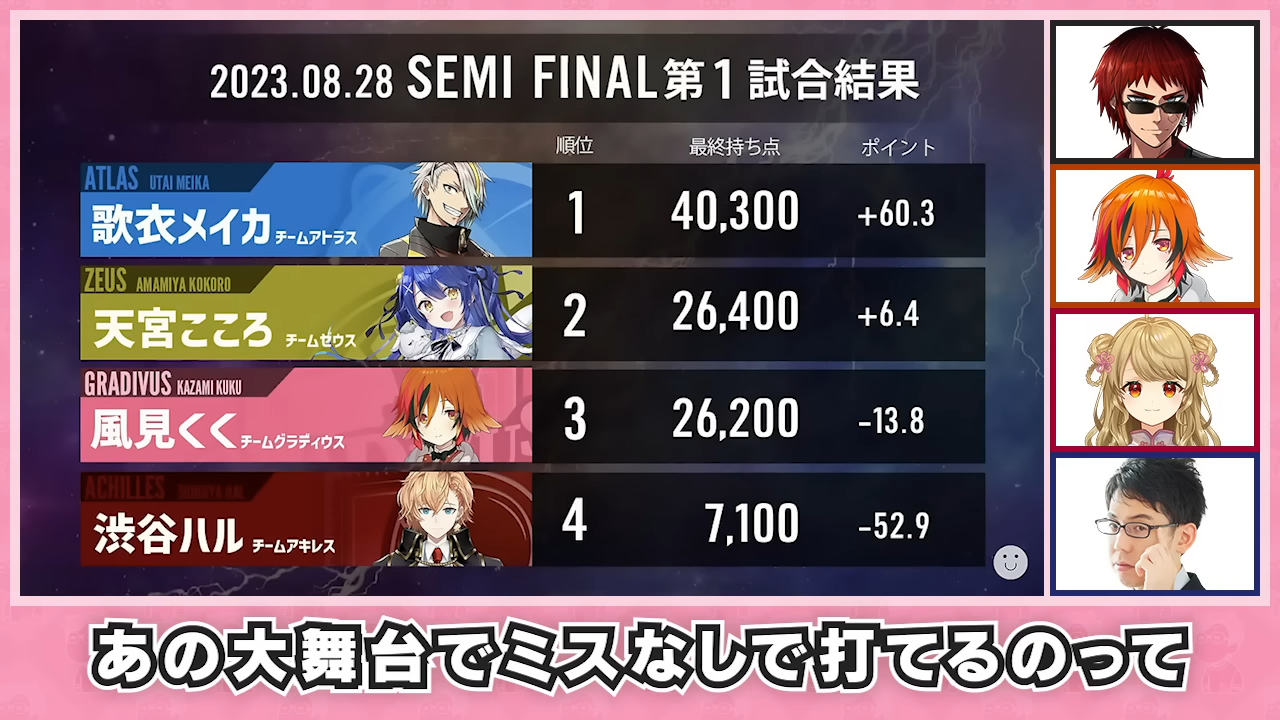 2023.08.28 SEMI FINAL 第1試合結果
順位 最終持ち点 ポイント
ATLAS UTAI MEIKA
歌衣メイカ チームアトラス 1 40,300 +60.3
ZEUS AMAMIYA KOKORO
天宮こころ チームゼウス 2 26,400 +6.4
GRADIVUS KAZAMI KUKU
風見くく チームグラディウス 3 26,200 -13.8
ACHILLES SHIBUYA HAL
渋谷ハル チームアキレス 4 7,100 -52.9
あの大舞台でミスなしで打てるのって